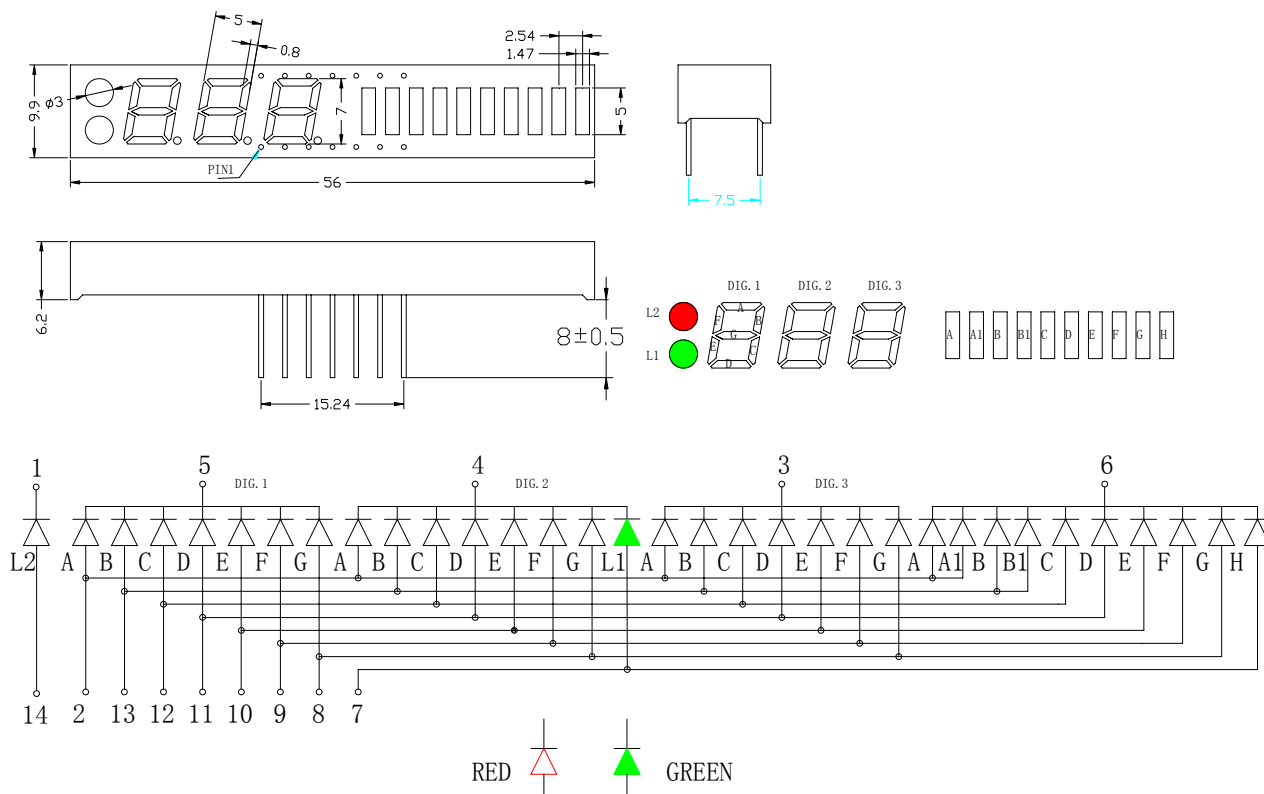 5
0.8
2.54
1.47
φ3
9.9
7
5
PIN1
56
7.5
6.2
8±0.5
15.24
DIG. 1 DIG. 2 DIG. 3
L2
L1
A
F B
G
E C
D
A A1 B B1 C D E F G H
1 5 DIG. 1 4 DIG. 2 3 DIG. 3 6
L2 A B C D E F G A B C D E F G L1 A B C D E F G A A1 B B1 C D E F G H
14 2 13 12 11 10 9 8 7
RED GREEN